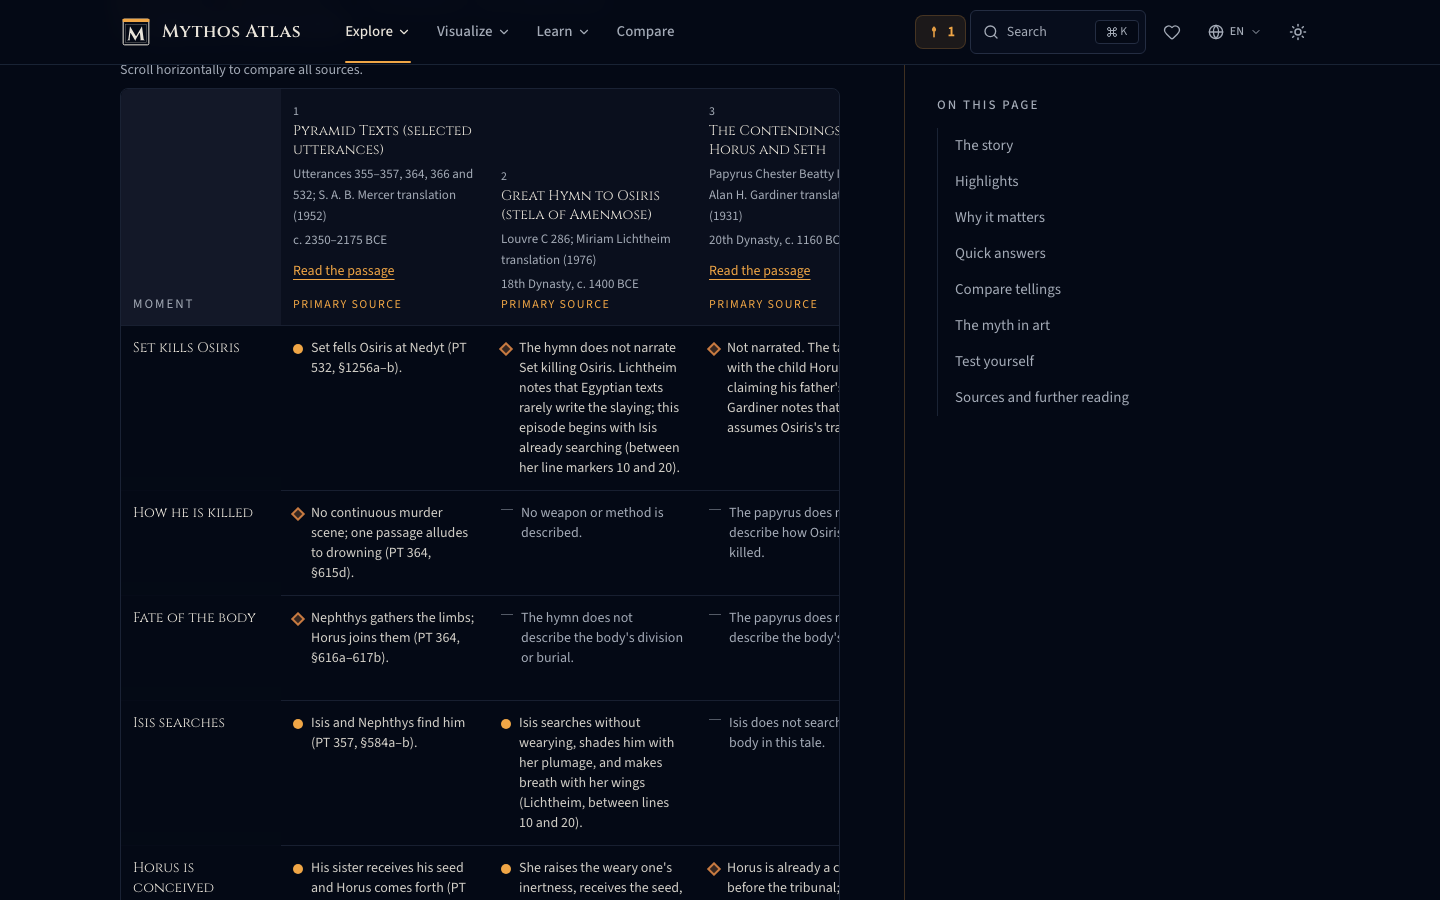 MYTHOS ATLAS
Explore
Visualize
Learn
Compare
1
Search
⌘ K
EN
Scroll horizontally to compare all sources.
MOMENT
1
PYRAMID TEXTS (SELECTED
UTTERANCES)
Utterances 355–357, 364, 366 and
532; S. A. B. Mercer translation
(1952)
c. 2350–2175 BCE
Read the passage
PRIMARY SOURCE
2
GREAT HYMN TO OSIRIS
(STELA OF AMENMOSE)
Louvre C 286; Miriam Lichtheim
translation (1976)
18th Dynasty, c. 1400 BCE
PRIMARY SOURCE
3
THE CONTENDINGS
HORUS AND SETH
Papyrus Chester Beatty
Alan H. Gardiner
(1931)
20th Dynasty, c. 1160
Read the passage
PRIMARY SOURCE
SET KILLS OSIRIS
Set fells Osiris at Nedyt (PT
532, §1256a–b).
The hymn does not narrate
Set killing Osiris. Lichtheim
notes that Egyptian texts
rarely write the slaying; this
episode begins with Isis
already searching (between
her line markers 10 and 20).
Not narrated. The
with the child
claiming his father's
Gardiner notes that
assumes Osiris's
HOW HE IS KILLED
No continuous murder
scene; one passage alludes
to drowning (PT 364,
§615d).
No weapon or method is
described.
The papyrus does
describe how
killed.
FATE OF THE BODY
Nephthys gathers the limbs;
Horus joins them (PT 364,
§616a–617b).
The hymn does not
describe the body's division
or burial.
The papyrus does
describe the body's
ISIS SEARCHES
Isis and Nephthys find him
(PT 357, §584a–b).
Isis searches without
wearying, shades him with
her plumage, and makes
breath with her wings
(Lichtheim, between lines
10 and 20).
Isis does not search
body in this tale.
HORUS IS
CONCEIVED
His sister receives his seed
and Horus comes forth (PT
She raises the weary one's
inertness, receives the seed,
Horus is already a
before the tribunal;
ON THIS PAGE
The story
Highlights
Why it matters
Quick answers
Compare tellings
The myth in art
Test yourself
Sources and further reading